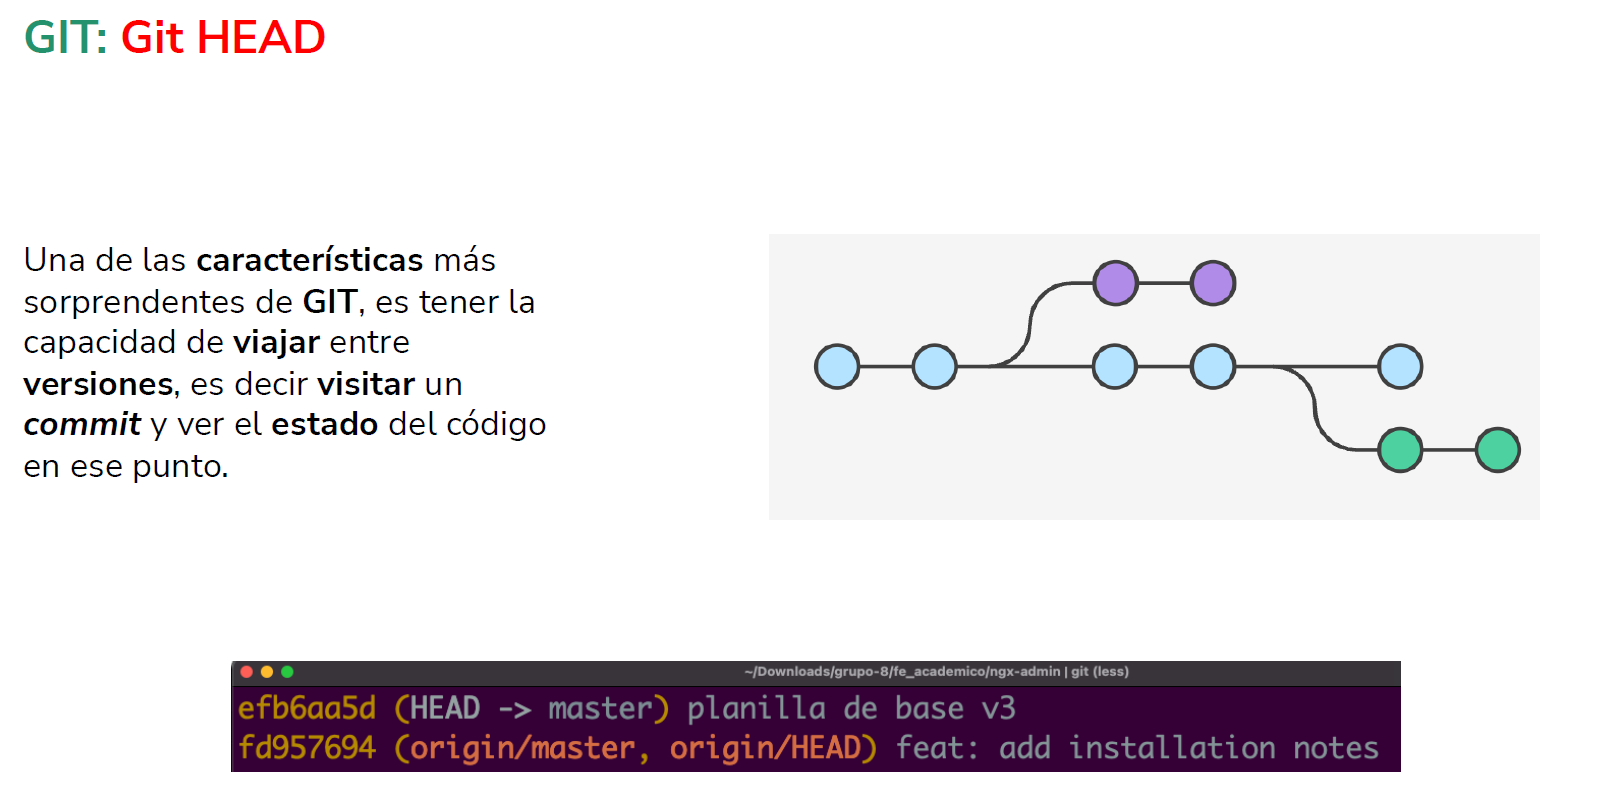 GIT: Git HEAD
Una de las características más
sorprendentes de GIT, es tener la
capacidad de viajar entre
versiones, es decir visitar un
commit y ver el estado del código
en ese punto.
~/Downloads/grupo-8/fe_academico/ngx-admin | git (less)
efb6aa5d (HEAD -> master) planilla de base v3
fd957694 (origin/master, origin/HEAD) feat: add installation notes